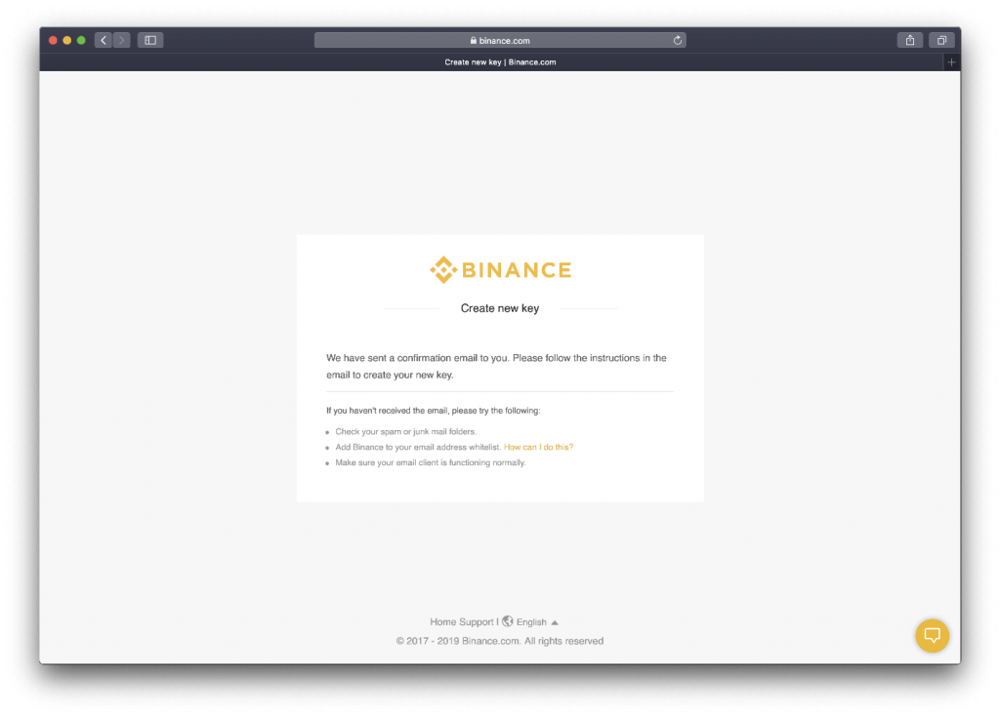 binance.com
Create new key | Binance.com
BINANCE
Create new key
We have sent a confirmation email to you. Please follow the instructions in the
email to create your new key.
If you haven't received the email, please try the following:
Check your spam or junk mail folders.
Add Binance to your email address whitelist. How can I do this?
Make sure your email client is functioning normally.
Home Support | English
© 2017 - 2019 Binance.com. All rights reserved